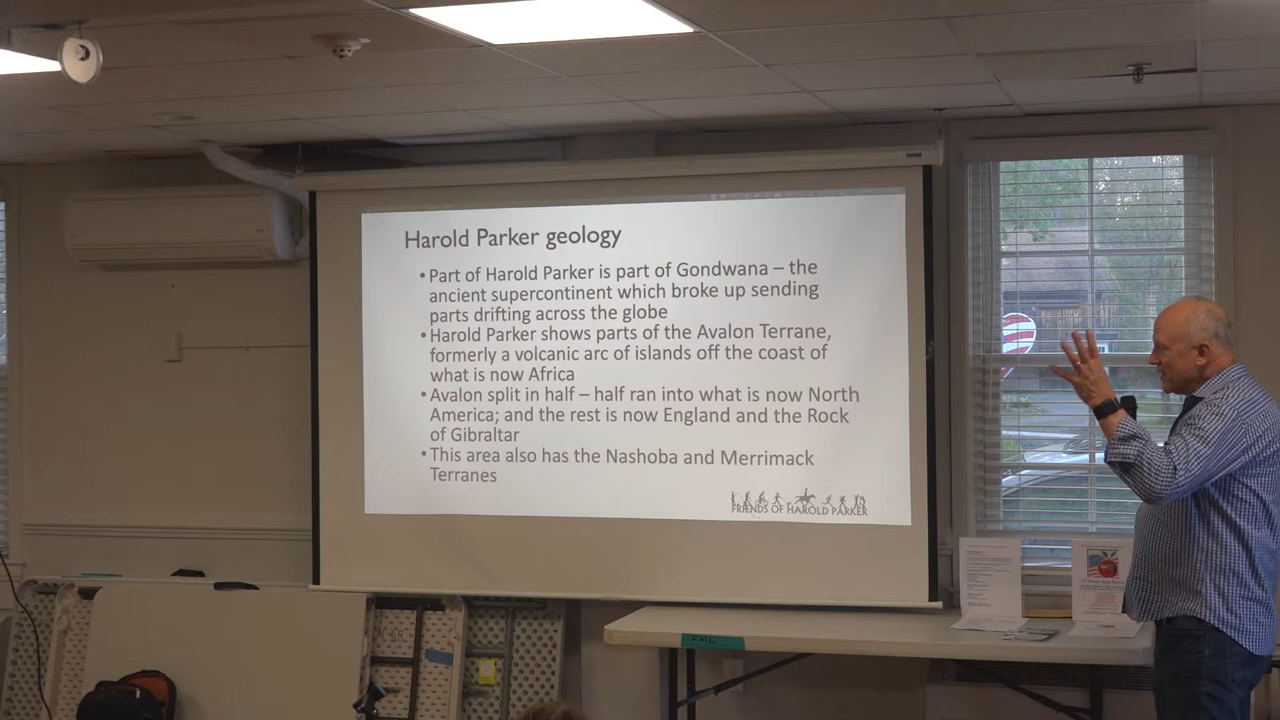 Harold Parker geology
•Part of Harold Parker is part of Gondwana – the
ancient supercontinent which broke up sending
parts drifting across the globe
•Harold Parker shows parts of the Avalon Terrane,
formerly a volcanic arc of islands off the coast of
what is now Africa
•Avalon split in half – half ran into what is now North
America; and the rest is now England and the Rock
of Gibraltar
•This area also has the Nashoba and Merrimack
Terranes
FRIENDS OF HAROLD PARKER